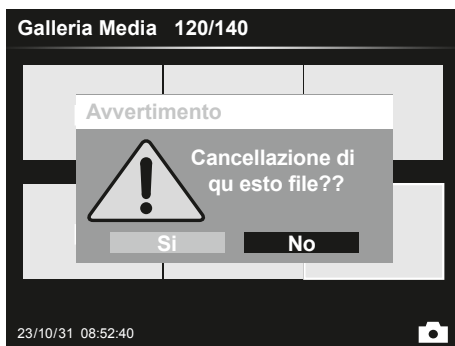 Galleria Media 120/140
Avvertimento
Cancellazione di
qu esto file??
Si No
23/10/31 08:52:40